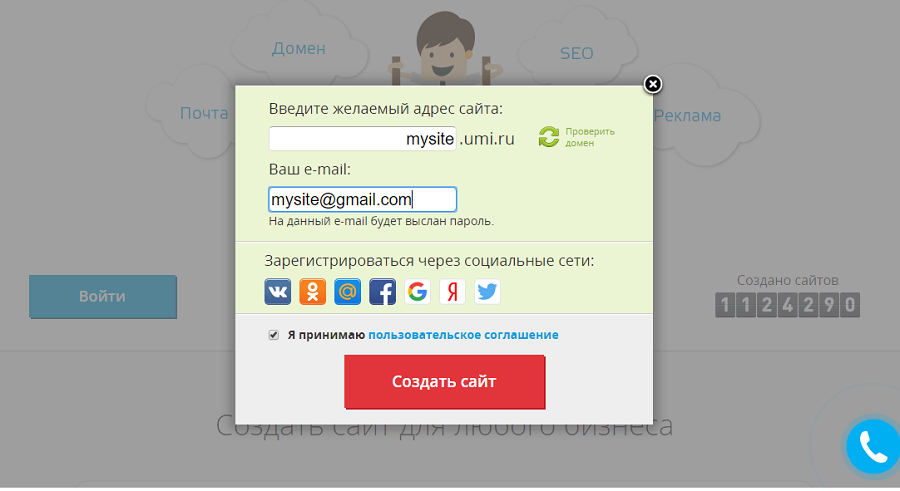 Домен
SEO
Почта
Реклама
Введите желаемый адрес сайта:
mysite .umi.ru
Проверить
домен
Ваш e-mail:
mysite@gmail.com
На данный e-mail будет выслан пароль.
Зарегистрироваться через социальные сети:
Я принимаю пользовательское соглашение
Создать сайт
Войти
Создано сайтов
1124290
Создать сайт для любого бизнеса